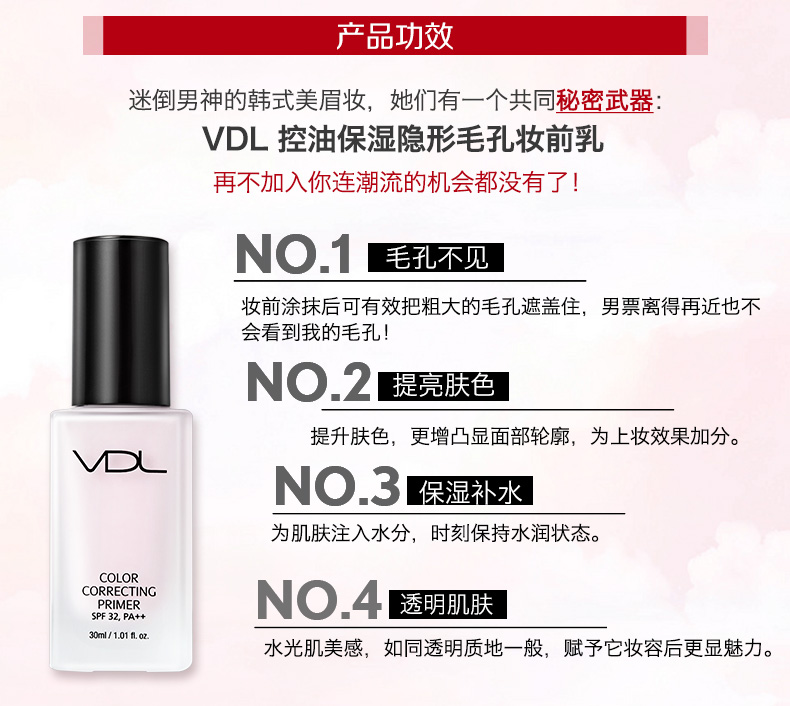 产品功效
迷倒男神的韩式美眉妆，她们有一个共同秘密武器：
VDL 控油保湿隐形毛孔妆前乳
再不加入你连潮流的机会都没有了！
NO.1 毛孔不见
妆前涂抹后可有效把粗大的毛孔遮盖住，男票离得再近也不
会看到我的毛孔！
NO.2 提亮肤色
提升肤色，更增凸显面部轮廓，为上妆效果加分。
NO.3 保湿补水
为肌肤注入水分，时刻保持水润状态。
NO.4 透明肌肤
水光肌美感，如同透明质地一般，赋予它妆容后更显魅力。
VDL
COLOR
CORRECTING
PRIMER
SPF 32, PA++
30ml / 1.01 fl. oz.